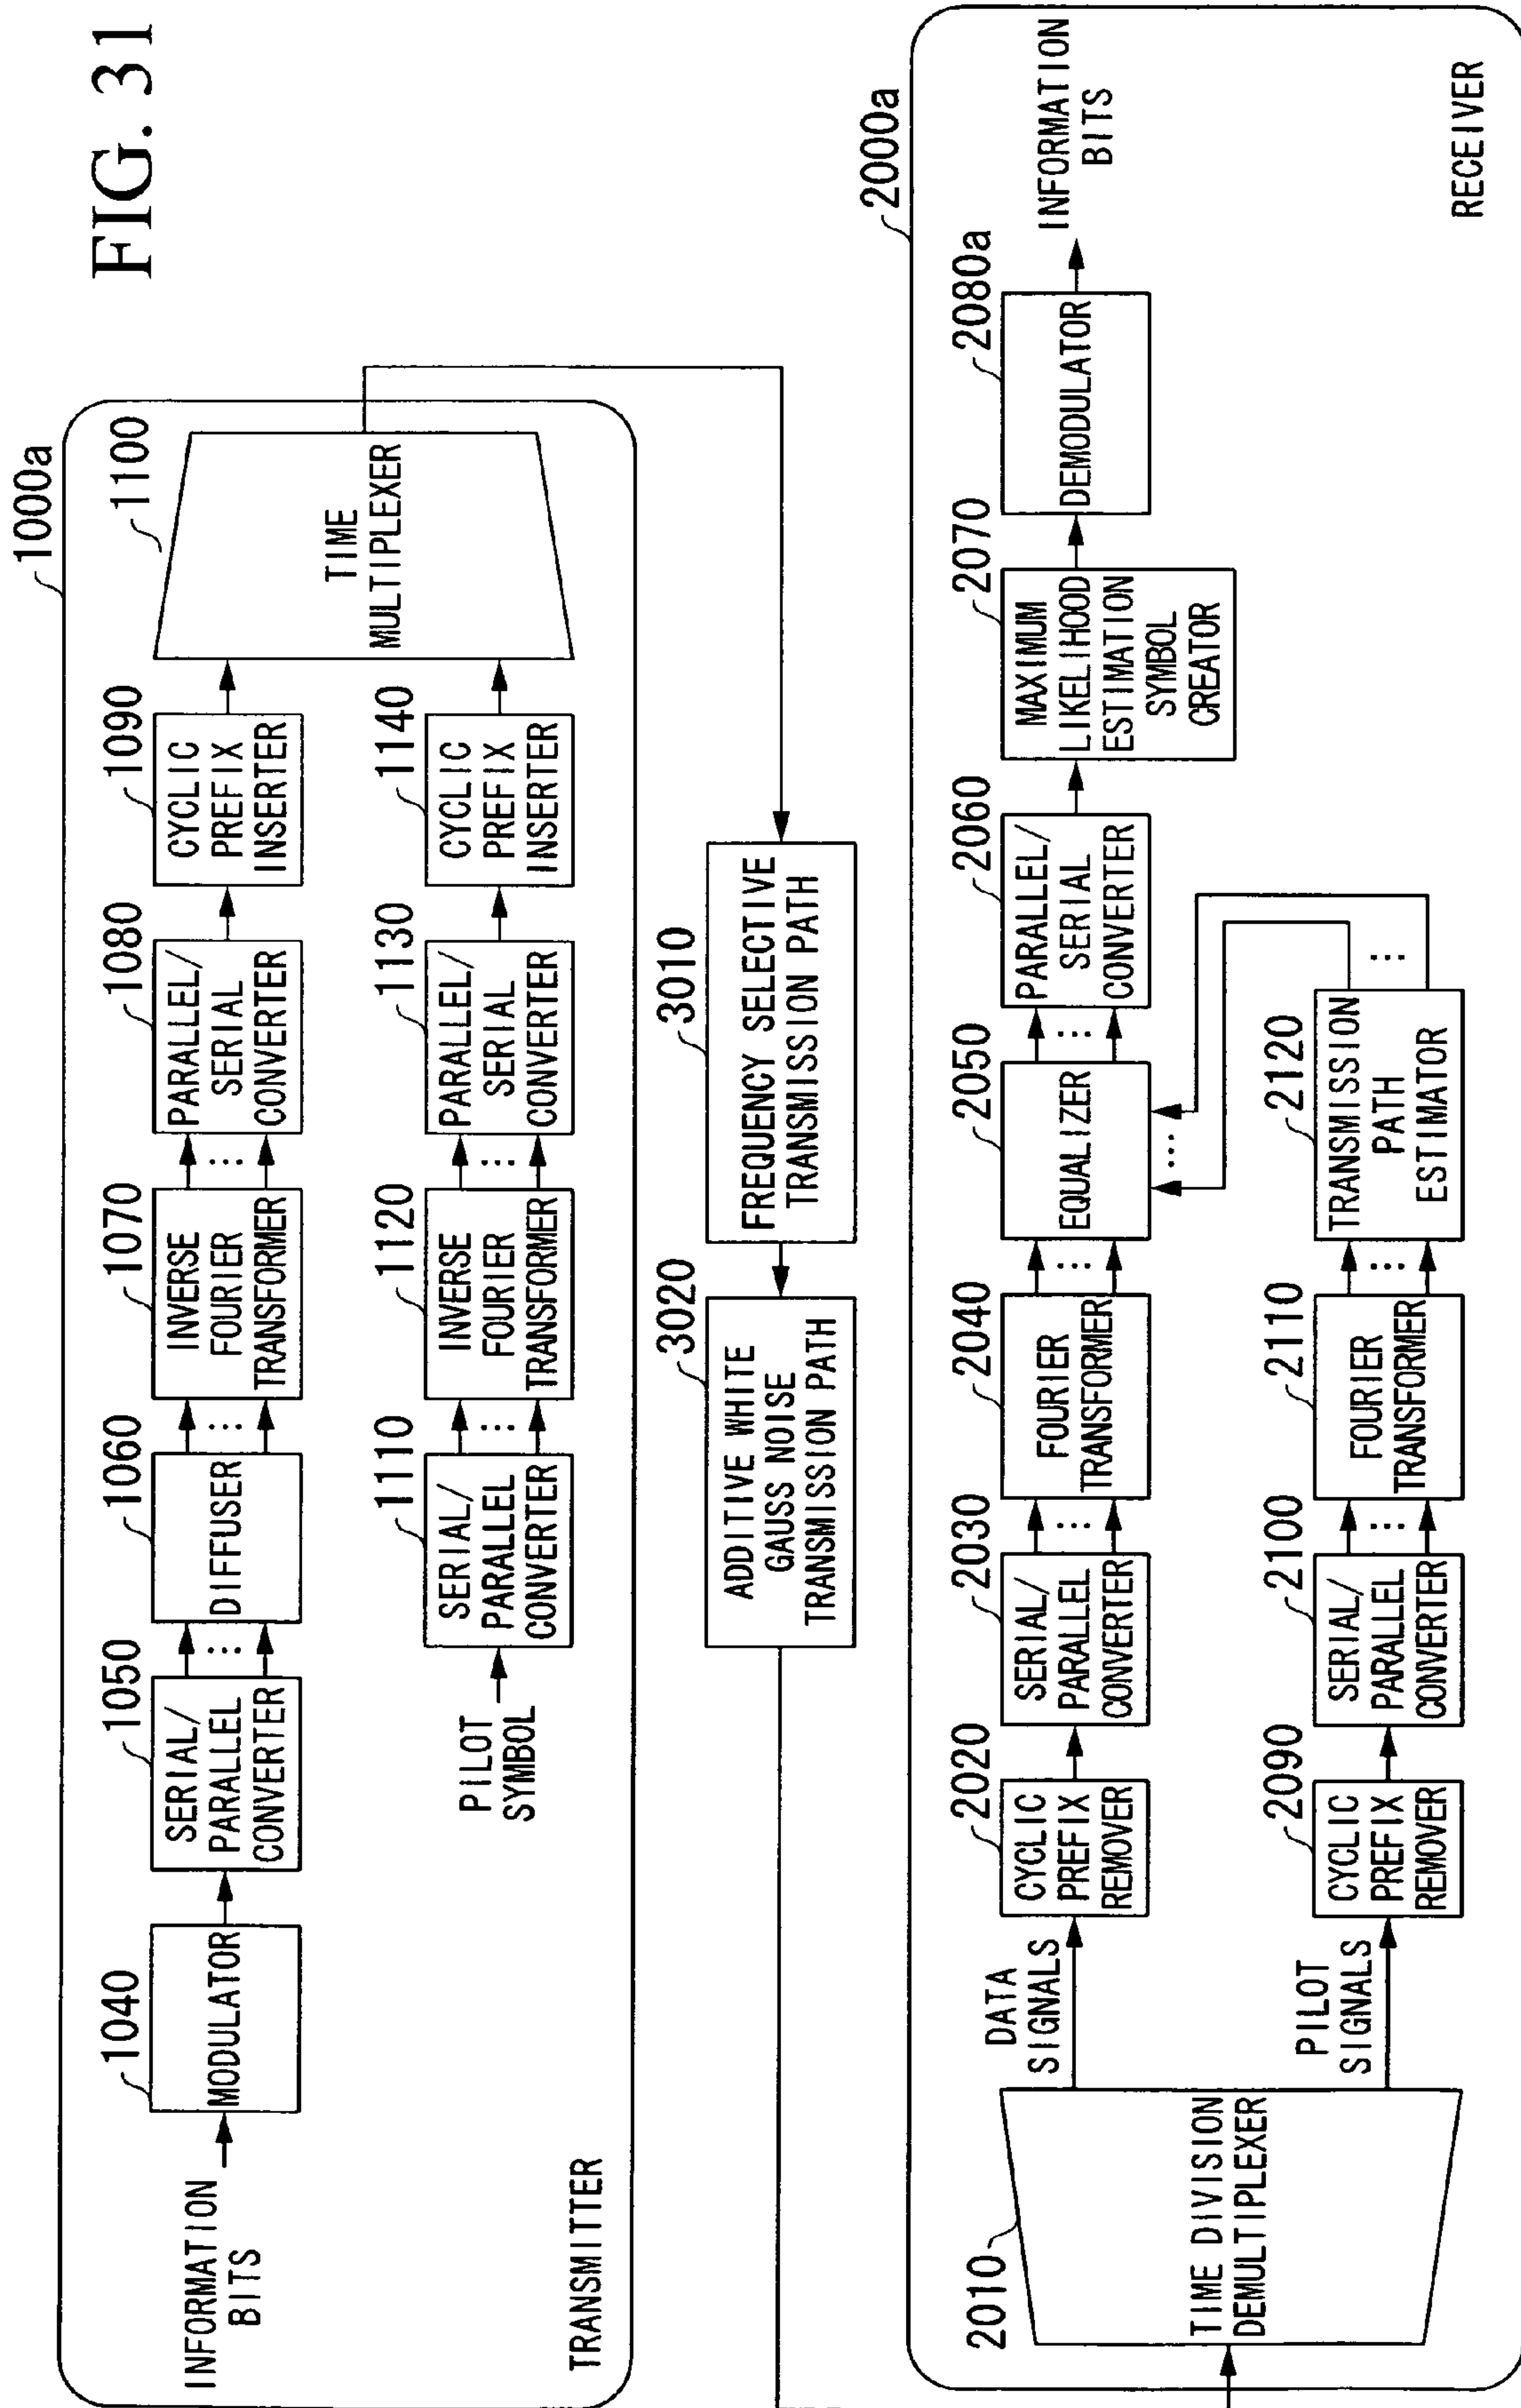 FIG. 31
1000a
1040
MODULATOR
INFORMATION
BITS
1050
SERIAL/
PARALLEL
CONVERTER
1060
DIFFUSER
1070
INVERSE
FOURIER
TRANSFORMER
1080
PARALLEL/
SERIAL
CONVERTER
1090
CYCLIC
PREFIX
INSERTER
1100
TIME
MULTIPLEXER
PILOT
SYMBOL
1110
SERIAL/
PARALLEL
CONVERTER
1120
INVERSE
FOURIER
TRANSFORMER
1130
PARALLEL/
SERIAL
CONVERTER
1140
CYCLIC
PREFIX
INSERTER
TRANSMITTER
3020
ADDITIVE WHITE
GAUSS NOISE
TRANSMISSION PATH
3010
FREQUENCY SELECTIVE
TRANSMISSION PATH
2000a
2010
TIME DIVISION
DEMULTIPLEXER
DATA
SIGNALS
2020
CYCLIC
PREFIX
REMOVER
2030
SERIAL/
PARALLEL
CONVERTER
2040
FOURIER
TRANSFORMER
2050
EQUALIZER
2060
PARALLEL/
SERIAL
CONVERTER
2070
MAXIMUM
LIKELIHOOD
ESTIMATION
SYMBOL
CREATOR
2080a
DEMODULATOR
INFORMATION
BITS
PILOT
SIGNALS
2090
CYCLIC
PREFIX
REMOVER
2100
SERIAL/
PARALLEL
CONVERTER
2110
FOURIER
TRANSFORMER
2120
TRANSMISSION
PATH
ESTIMATOR
RECEIVER